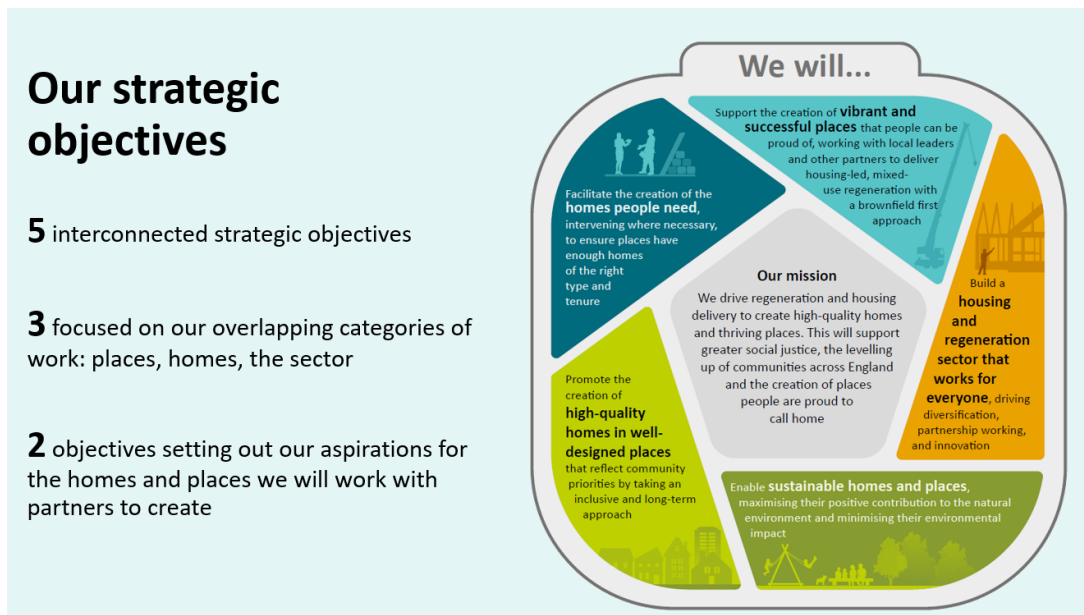 Our strategic
objectives
5 interconnected strategic objectives
3 focused on our overlapping categories of
work: places, homes, the sector
2 objectives setting out our aspirations for
the homes and places we will work with
partners to create
We will...
Support the creation of vibrant and
successful places that people can be
proud of, working with local leaders
and other partners to deliver
housing-led, mixed-
use regeneration with
a brownfield first
approach
Build a
housing
and
regeneration
sector that
works for
everyone, driving
diversification,
partnership working,
and innovation
Enable sustainable homes and places,
maximising their positive contribution to the natural
environment and minimising their environmental
impact
Promote the
creation of
high-quality
homes in well-
designed places
that reflect community
priorities by taking an
inclusive and long-term
approach
Facilitate the creation of the
homes people need,
intervening where necessary,
to ensure places have
enough homes
of the right
type and
tenure
Our mission
We drive regeneration and housing
delivery to create high-quality homes
and thriving places. This will support
greater social justice, the levelling
up of communities across England
and the creation of places
people are proud to
call home